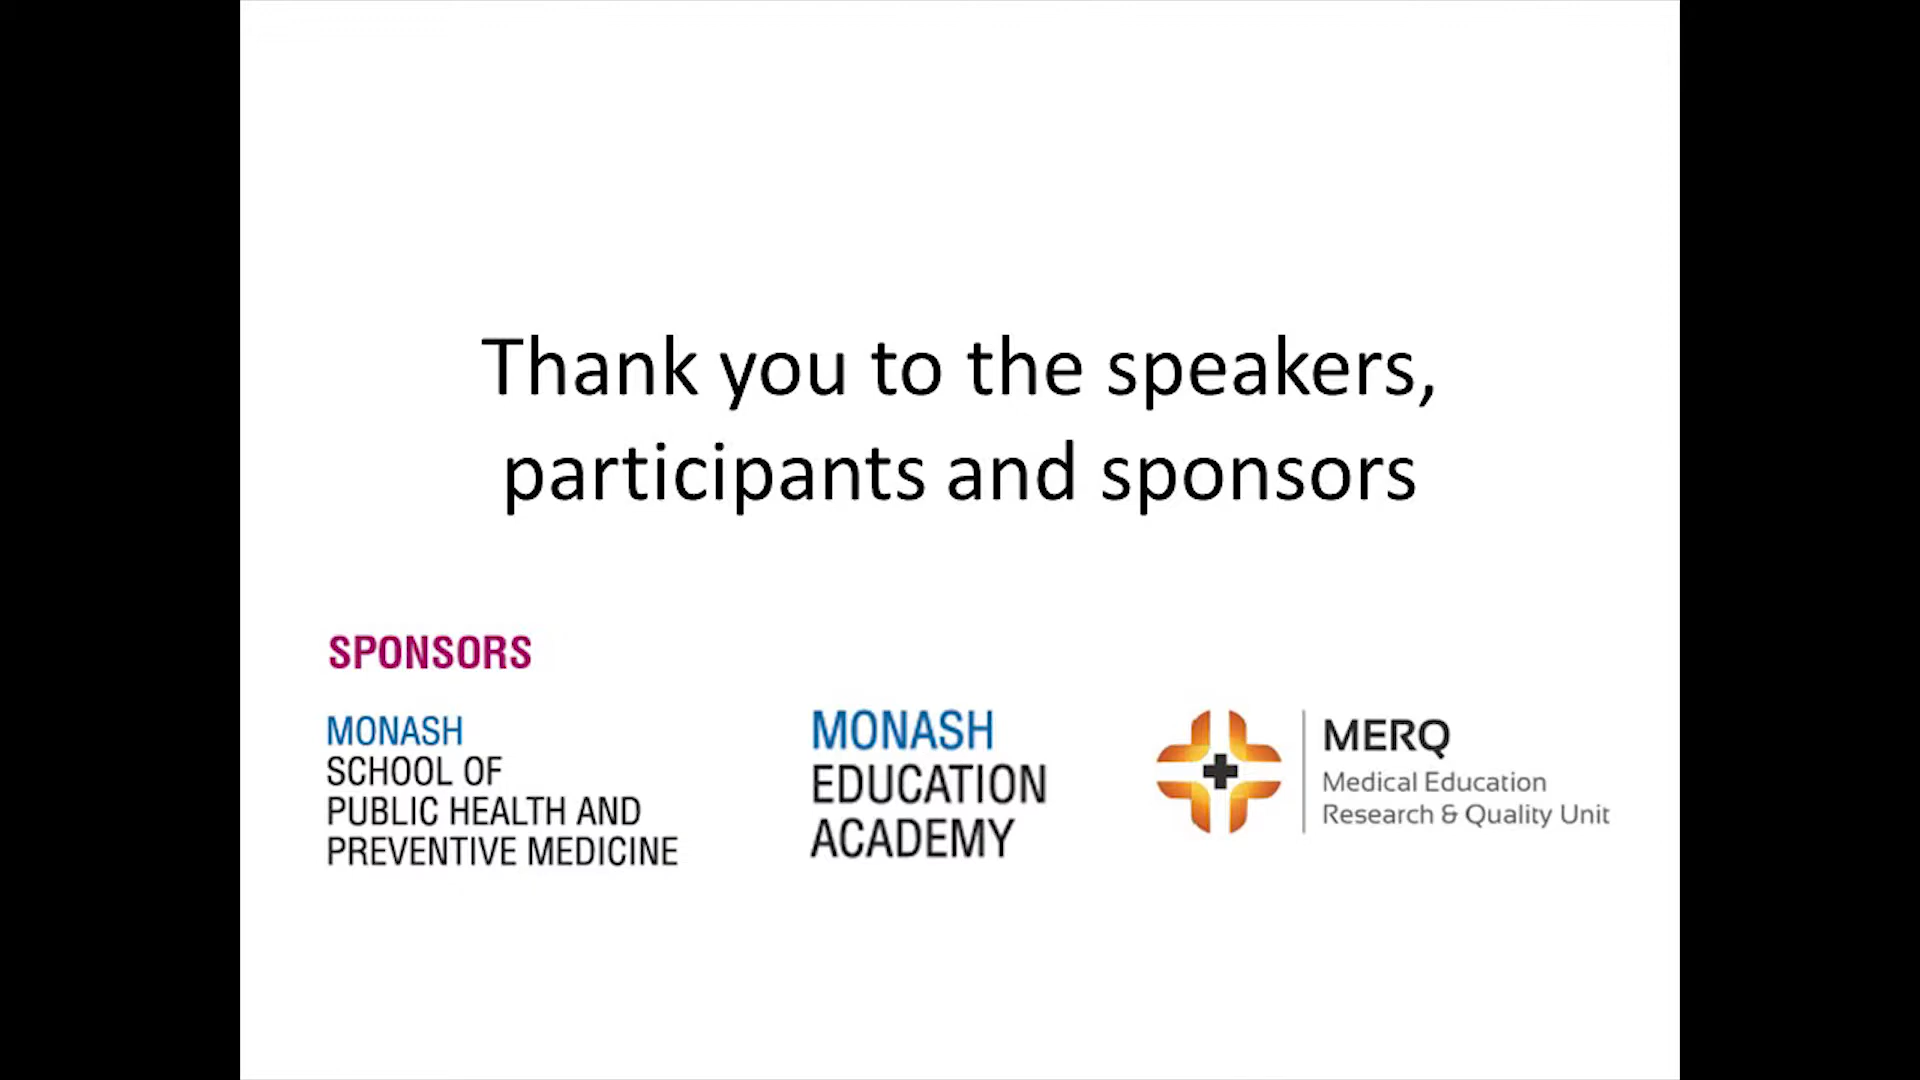 Thank you to the speakers,
participants and sponsors
SPONSORS
MONASH
SCHOOL OF
PUBLIC HEALTH AND
PREVENTIVE MEDICINE
MONASH
EDUCATION
ACADEMY
MERQ
Medical Education
Research & Quality Unit